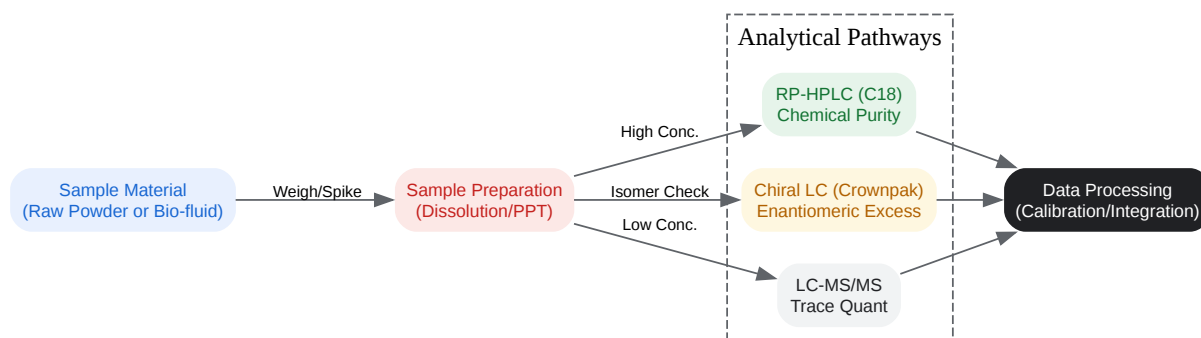 Analytical Pathways
Sample Material
(Raw Powder or Bio-fluid)
Weigh/Spike
Sample Preparation
(Dissolution/PPT)
High Conc.
Isomer Check
Low Conc.
RP-HPLC (C18)
Chemical Purity
Chiral LC (Crownpak)
Enantiomeric Excess
LC-MS/MS
Trace Quant
Data Processing
(Calibration/Integration)